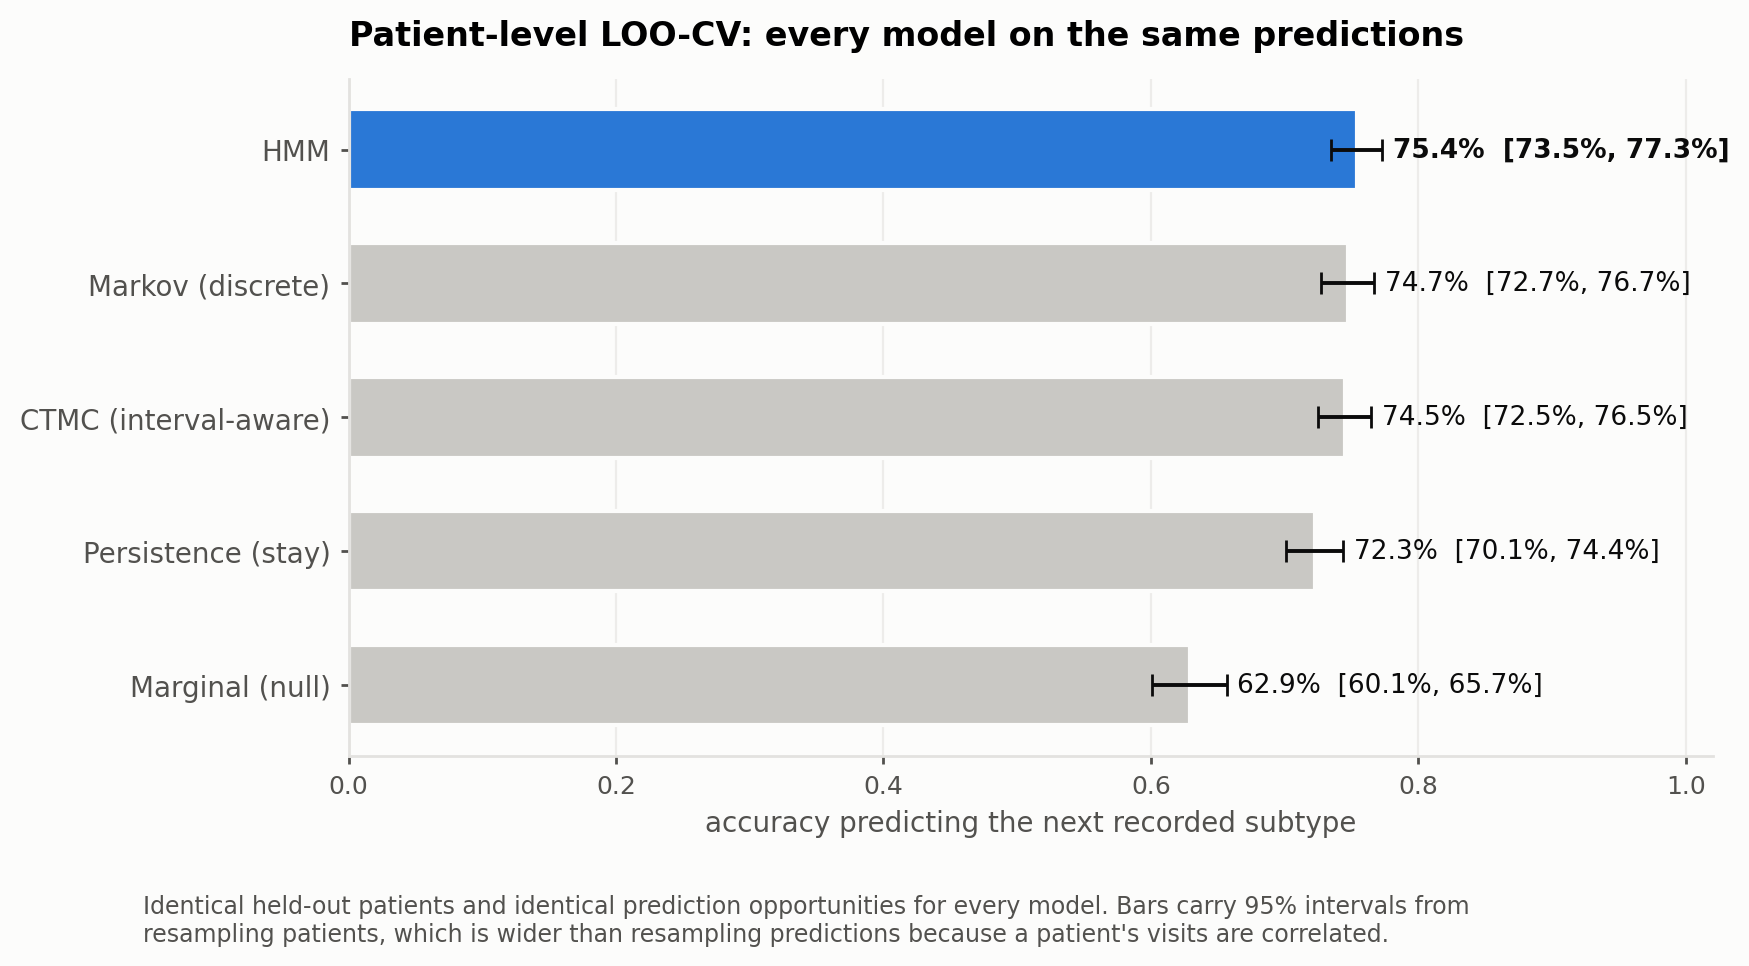 Patient-level LOO-CV: every model on the same predictions
HMM
75.4%  [73.5%, 77.3%]
Markov (discrete)
74.7%  [72.7%, 76.7%]
CTMC (interval-aware)
74.5%  [72.5%, 76.5%]
Persistence (stay)
72.3%  [70.1%, 74.4%]
Marginal (null)
62.9%  [60.1%, 65.7%]
0.0 0.2 0.4 0.6 0.8 1.0
accuracy predicting the next recorded subtype
Identical held-out patients and identical prediction opportunities for every model. Bars carry 95% intervals from
resampling patients, which is wider than resampling predictions because a patient's visits are correlated.